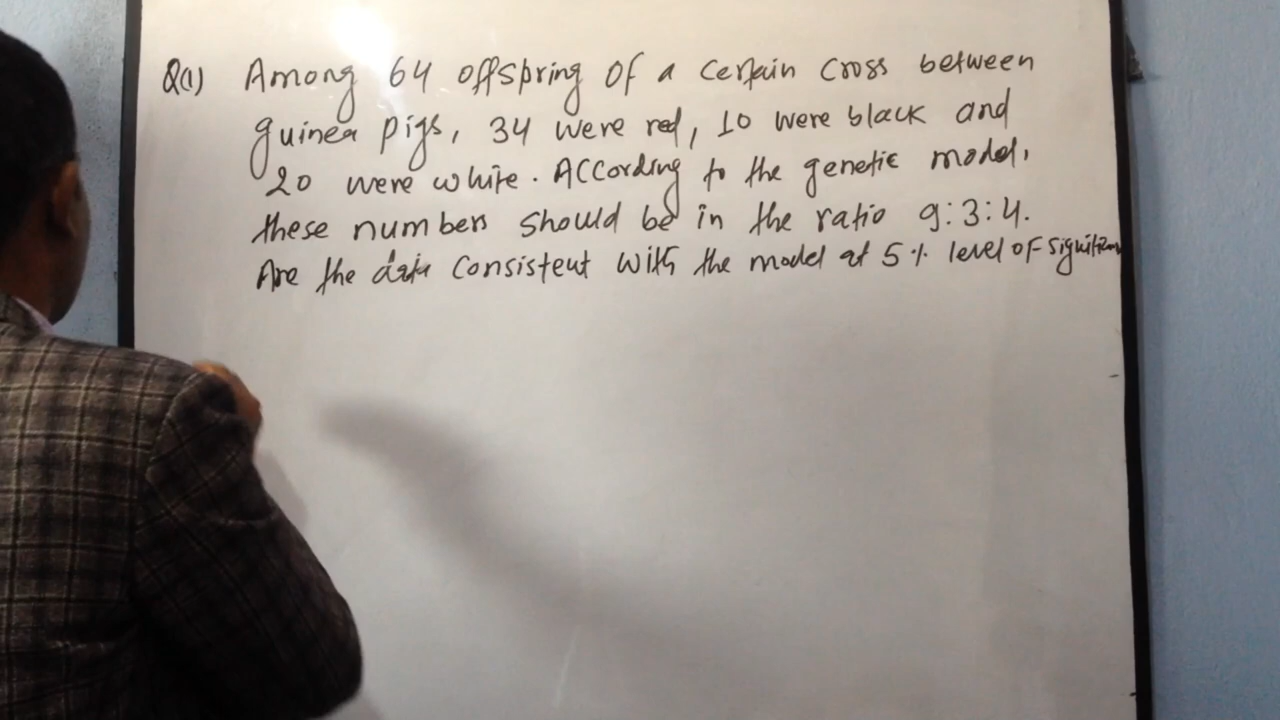 Q(1) Among 64 offspring of a certain cross between
guinea pigs, 34 were red, 10 were black and
20 were white. According to the genetic model,
these numbers should be in the ratio 9:3:4.
Are the data consistent with the model at 5% level of